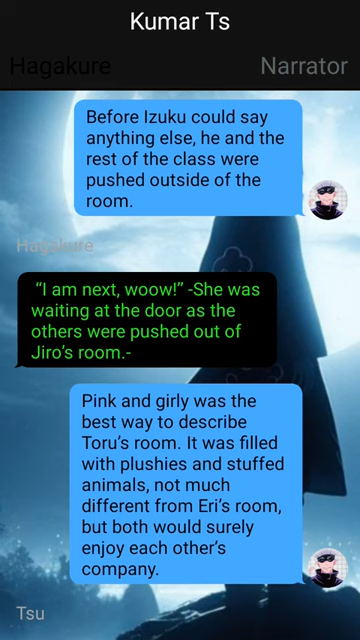 Kumar Ts
Hagakure
Narrator
Before Izuku could say
anything else, he and the
rest of the class were
pushed outside of the
room.
Hagakure
“I am next, woow!” -She was
waiting at the door as the
others were pushed out of
Jiro’s room.-
Pink and girly was the
best way to describe
Toru’s room. It was filled
with plushies and stuffed
animals, not much
different from Eri’s room,
but both would surely
enjoy each other’s
company.
Tsu